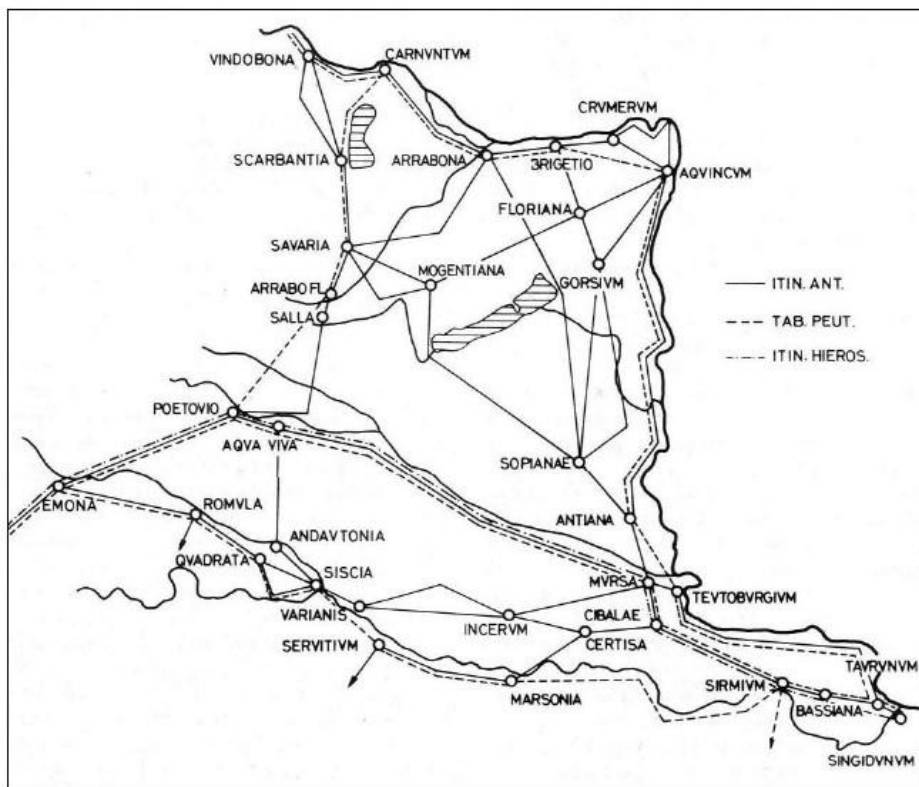 VINDOBONA
CARNVNTVM
CRVMERVM
SCARBANTIA
ARRABONA
BRIGETIO
AQVINCVM
FLORIANA
SAVARIA
MOGENTIANA
GORSIVM
ARRABO FL.
SALLA
ITIN. ANT.
TAB. PEUT.
ITIN. HIEROS.
POETOVIO
AQVA VIVA
SOPIANAE
EMONA
ROMVLA
ANTIANA
ANDAVTONIA
QVADRATA
SISCIA
MVRSA
TEVTOBVRGIVM
VARIANIS
INCERVM
CIBALAE
CERTISA
SERVITIVM
TAVRVNVM
SIRMIVM
MARSONIA
BASSIANA
SINGIDVNVM